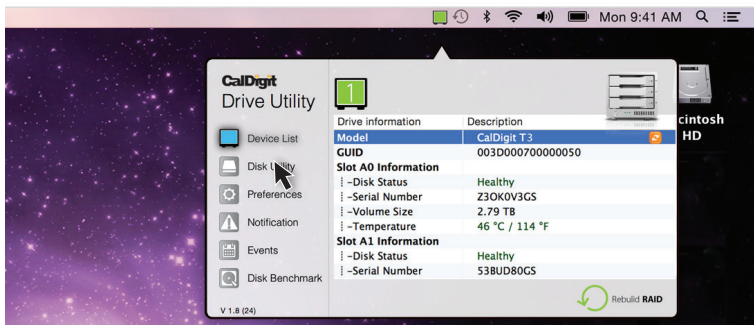 Mon 9:41 AM
CalDigit
Drive Utility
Device List
Disk Utility
Preferences
Notification
Events
Disk Benchmark
V 1.8 (24)
1
Drive information Description
Model CalDigit T3
GUID 003D000700000050
Slot A0 Information
-Disk Status Healthy
-Serial Number Z3OK0V3GS
-Volume Size 2.79 TB
-Temperature 46 °C / 114 °F
Slot A1 Information
-Disk Status Healthy
-Serial Number 53BUD80GS
Rebuild RAID
cintosh
HD